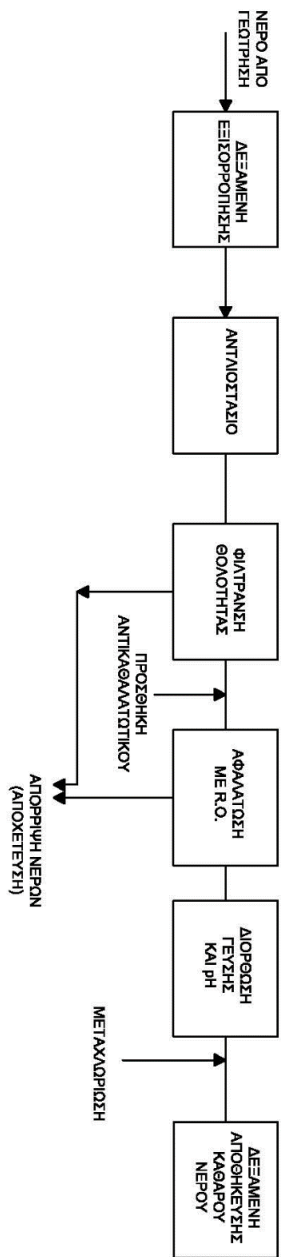 ΝΕΡΟ ΑΠΟ
ΓΕΩΤΡΗΣΗ
ΔΕΞΑΜΕΝΗ
ΕΞΙΣΟΡΡΟΠΗΣΗΣ
ΑΝΤΛΙΟΣΤΑΣΙΟ
ΦΙΛΤΡΑΝΣΗ
ΘΟΛΟΤΗΤΑΣ
ΠΡΟΣΘΗΚΗ
ΑΝΤΙΚΑΘΑΛΑΤΩΤΙΚΟΥ
ΑΦΑΛΑΤΩΣΗ
ΜΕ R.O.
ΑΠΟΡΡΙΨΗ ΝΕΡΩΝ
(ΑΠΟΧΕΤΕΥΣΗ)
ΔΙΟΡΘΩΣΗ
ΓΕΥΣΗΣ
ΚΑΙ pH
ΜΕΤΑΧΛΩΡΙΩΣΗ
ΔΕΞΑΜΕΝΗ
ΑΠΟΘΗΚΕΥΣΗΣ
ΚΑΘΑΡΟΥ
ΝΕΡΟΥ